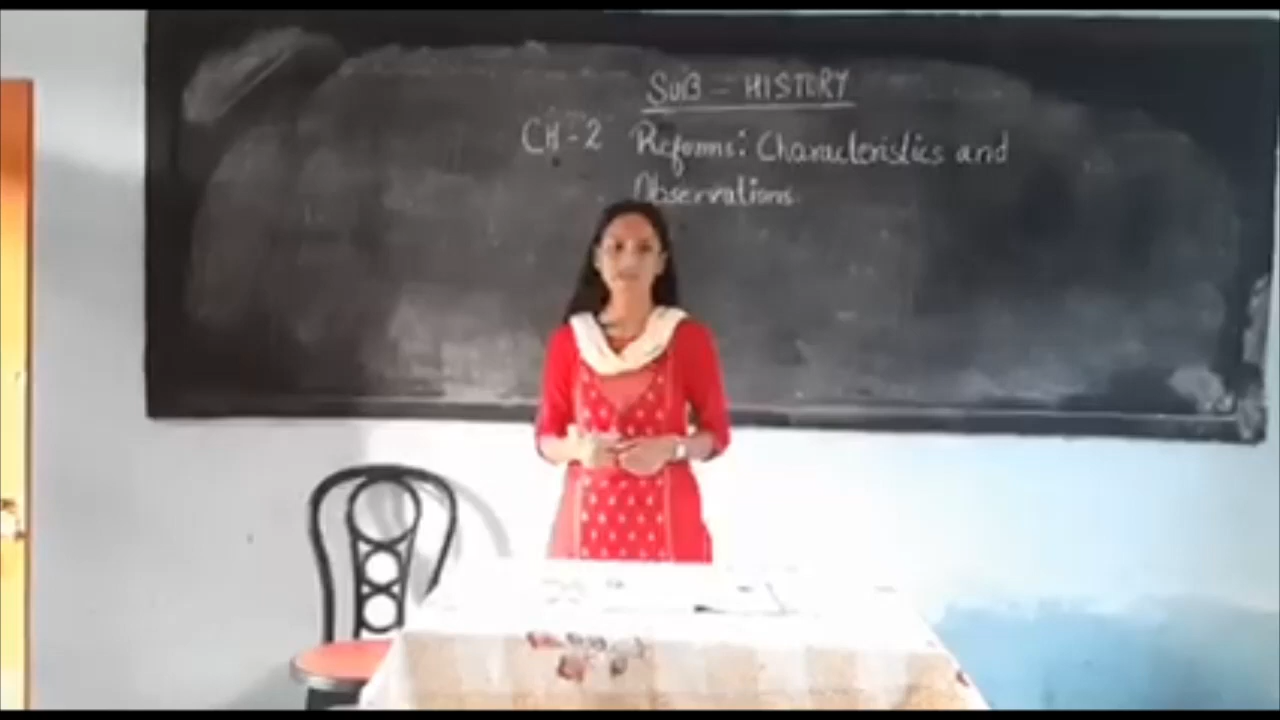 SUB - HISTORY
CH-2 Reforms: Characteristics and
Observations.